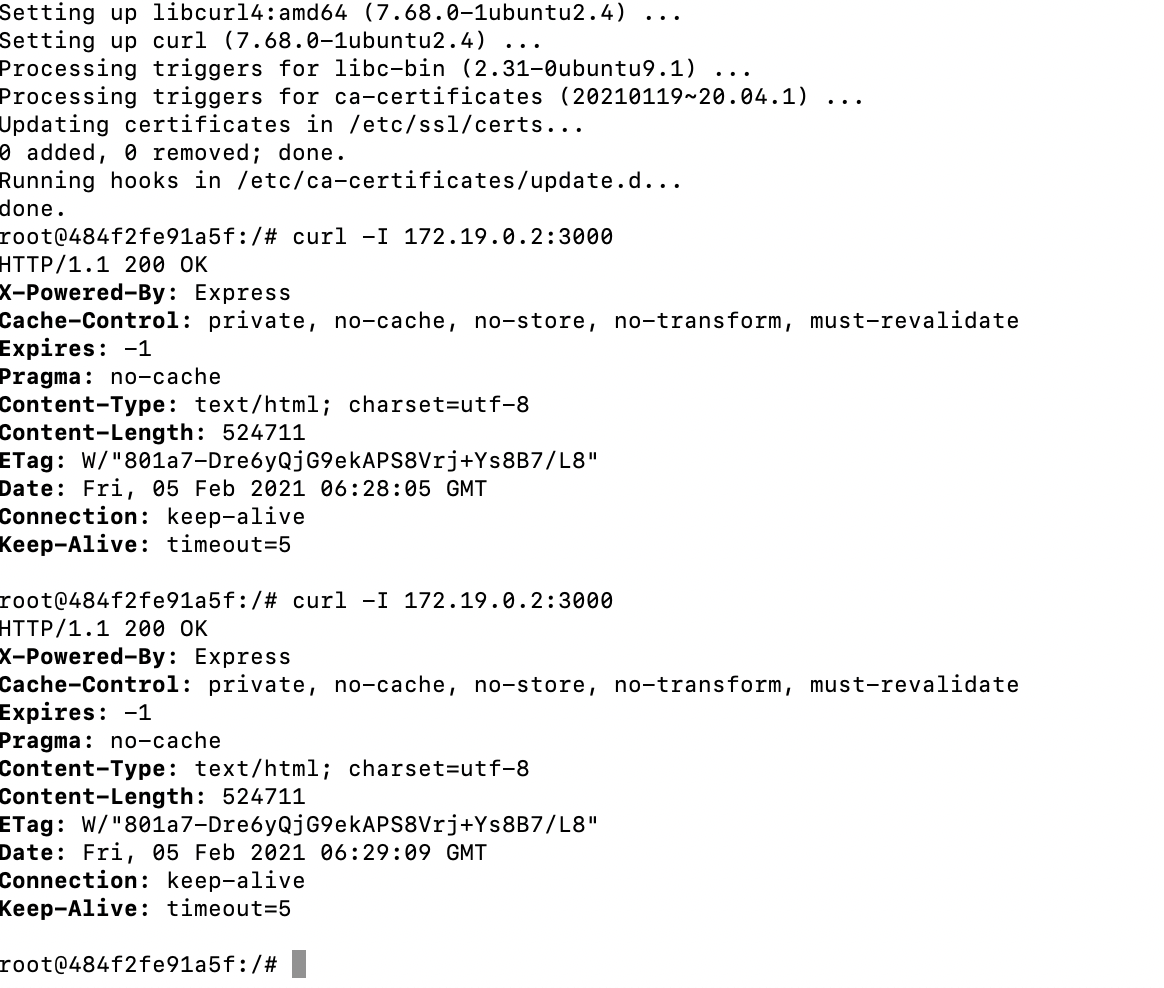 Setting up libcurl4:amd64 (7.68.0-1ubuntu2.4) ...
Setting up curl (7.68.0-1ubuntu2.4) ...
Processing triggers for libc-bin (2.31-0ubuntu9.1) ...
Processing triggers for ca-certificates (20210119~20.04.1) ...
Updating certificates in /etc/ssl/certs...
0 added, 0 removed; done.
Running hooks in /etc/ca-certificates/update.d...
done.
root@484f2fe91a5f:/# curl -I 172.19.0.2:3000
HTTP/1.1 200 OK
X-Powered-By: Express
Cache-Control: private, no-cache, no-store, no-transform, must-revalidate
Expires: -1
Pragma: no-cache
Content-Type: text/html; charset=utf-8
Content-Length: 524711
ETag: W/"801a7-Dre6yQjG9ekAPS8Vrj+Ys8B7/L8"
Date: Fri, 05 Feb 2021 06:28:05 GMT
Connection: keep-alive
Keep-Alive: timeout=5
root@484f2fe91a5f:/# curl -I 172.19.0.2:3000
HTTP/1.1 200 OK
X-Powered-By: Express
Cache-Control: private, no-cache, no-store, no-transform, must-revalidate
Expires: -1
Pragma: no-cache
Content-Type: text/html; charset=utf-8
Content-Length: 524711
ETag: W/"801a7-Dre6yQjG9ekAPS8Vrj+Ys8B7/L8"
Date: Fri, 05 Feb 2021 06:29:09 GMT
Connection: keep-alive
Keep-Alive: timeout=5
root@484f2fe91a5f:/#